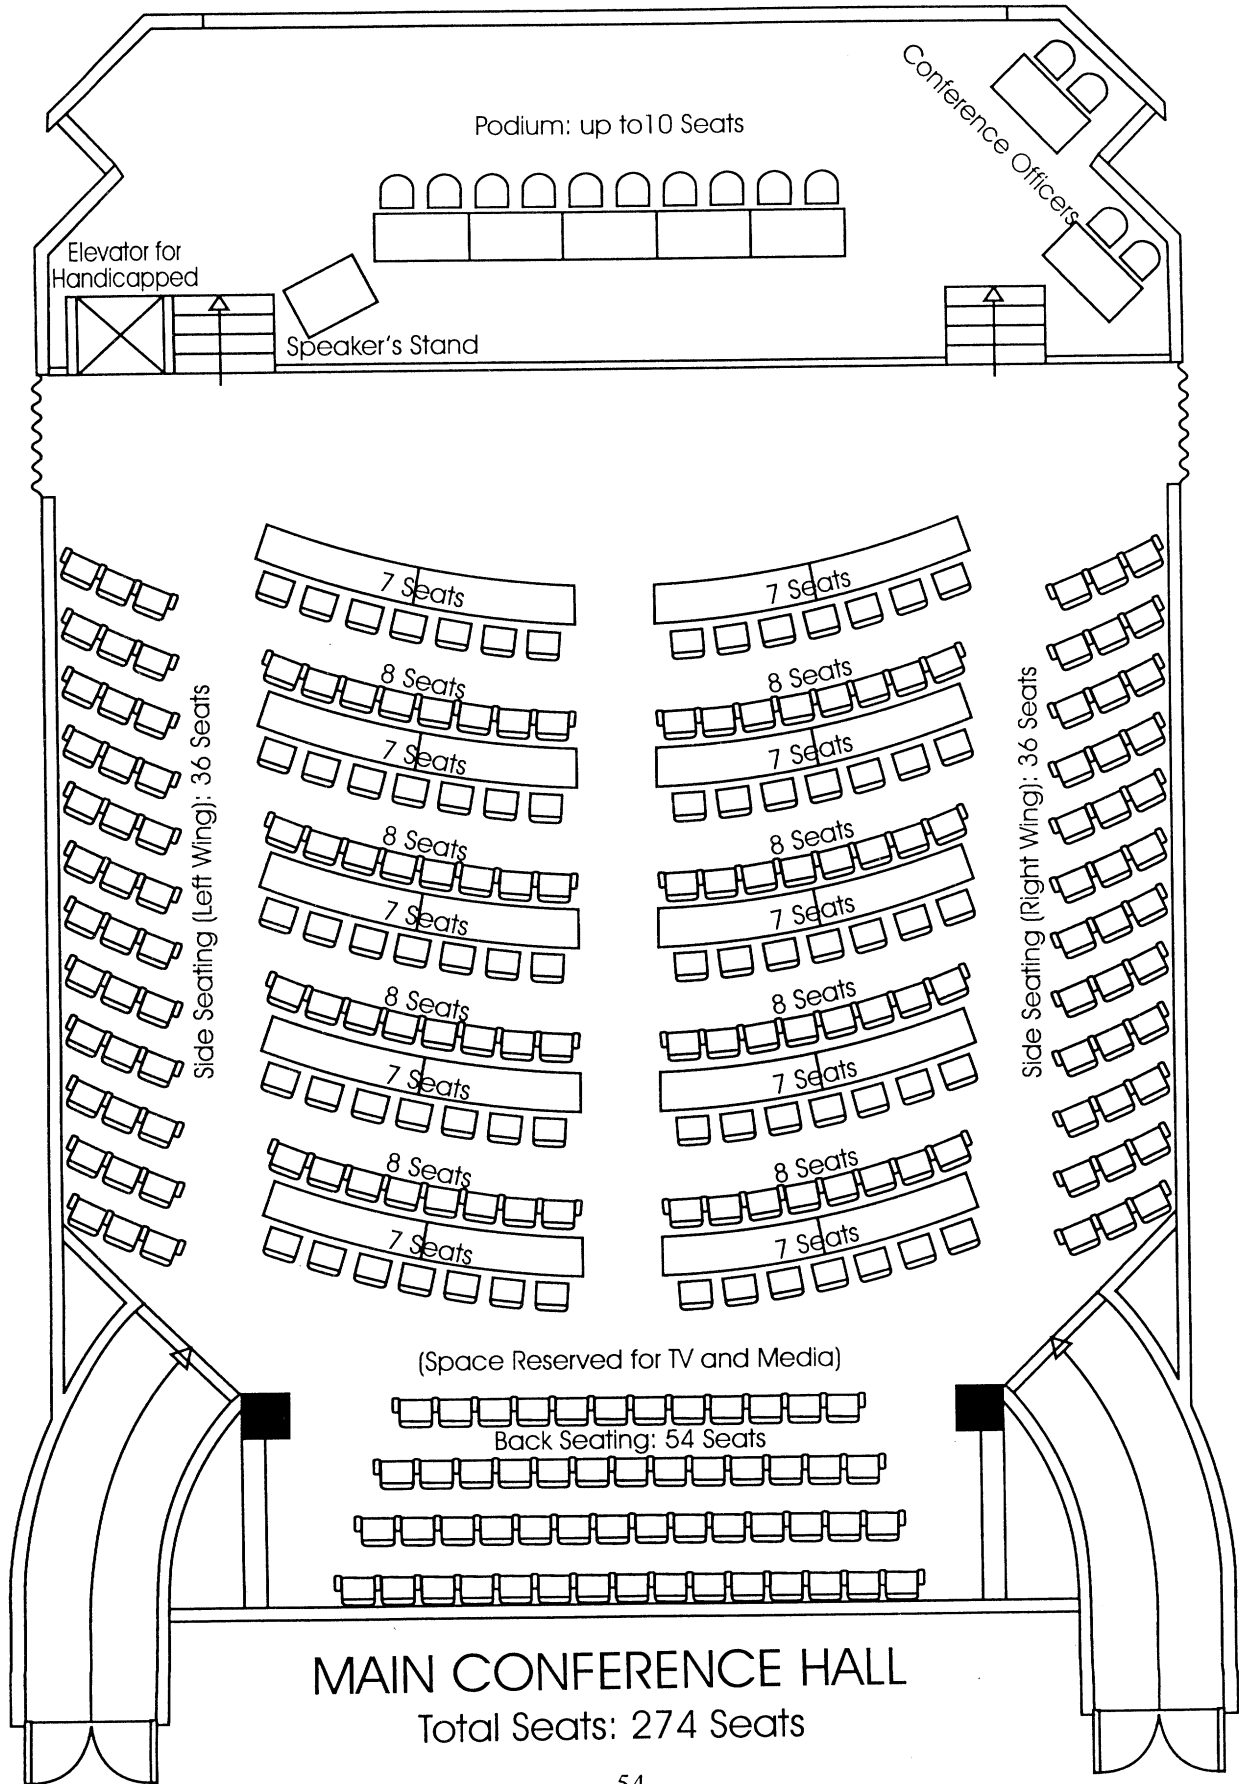 Conference Officers
Podium: up to10 Seats
Elevator for
Handicapped
Speaker's Stand
7 Seats
7 Seats
8 Seats
8 Seats
7 Seats
7 Seats
8 Seats
8 Seats
7 Seats
7 Seats
8 Seats
8 Seats
7 Seats
7 Seats
8 Seats
8 Seats
7 Seats
7 Seats
Side Seating (Left Wing): 36 Seats
Side Seating (Right Wing): 36 Seats
(Space Reserved for TV and Media)
Back Seating: 54 Seats
MAIN CONFERENCE HALL
Total Seats: 274 Seats
54